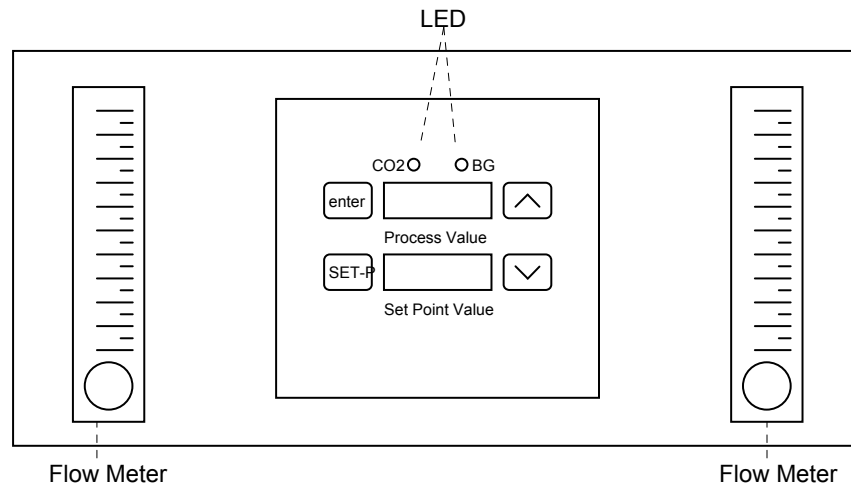 LED
CO2 BG
enter
Process Value
SET-P
Set Point Value
Flow Meter Flow Meter